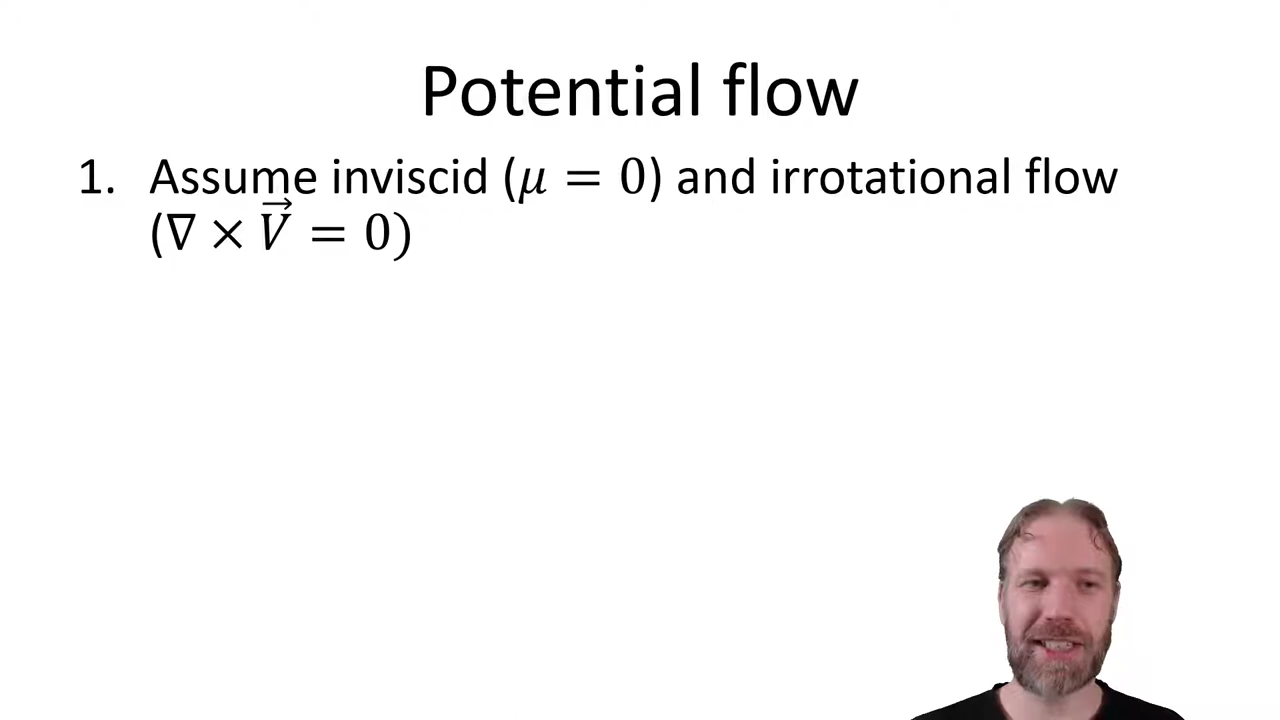 Potential flow
1. Assume inviscid (𝜇 = 0) and irrotational flow
(∇ × V⃗ = 0)